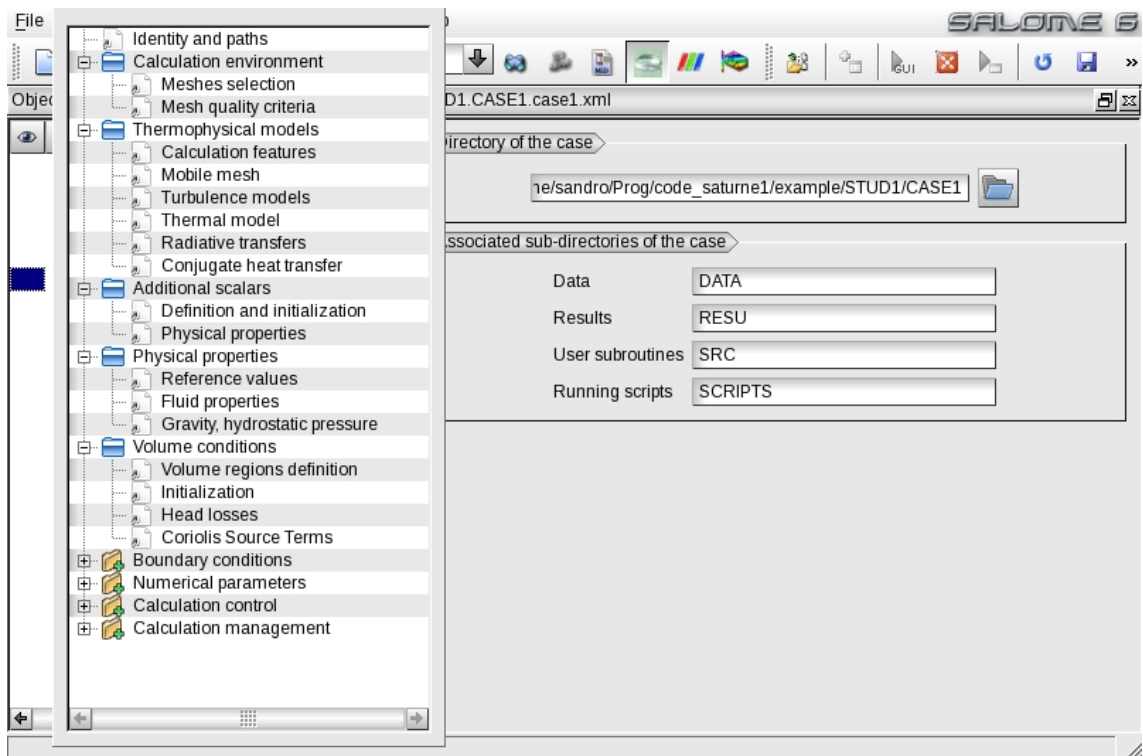 File
SALOME 6
GUI
»
Identity and paths
Calculation environment
Meshes selection
Mesh quality criteria
Thermophysical models
Calculation features
Mobile mesh
Turbulence models
Thermal model
Radiative transfers
Conjugate heat transfer
Additional scalars
Definition and initialization
Physical properties
Physical properties
Reference values
Fluid properties
Gravity, hydrostatic pressure
Volume conditions
Volume regions definition
Initialization
Head losses
Coriolis Source Terms
Boundary conditions
Numerical parameters
Calculation control
Calculation management
D1.CASE1.case1.xml
irectory of the case
ne/sandro/Prog/code_saturne1/example/STUD1/CASE1
ssociated sub-directories of the case
Data DATA
Results RESU
User subroutines SRC
Running scripts SCRIPTS